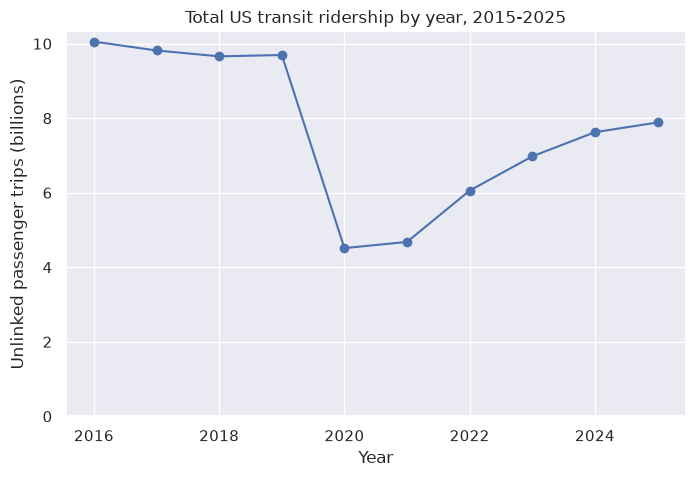 Total US transit ridership by year, 2015-2025
Unlinked passenger trips (billions)
10
8
6
4
2
0
2016 2018 2020 2022 2024
Year